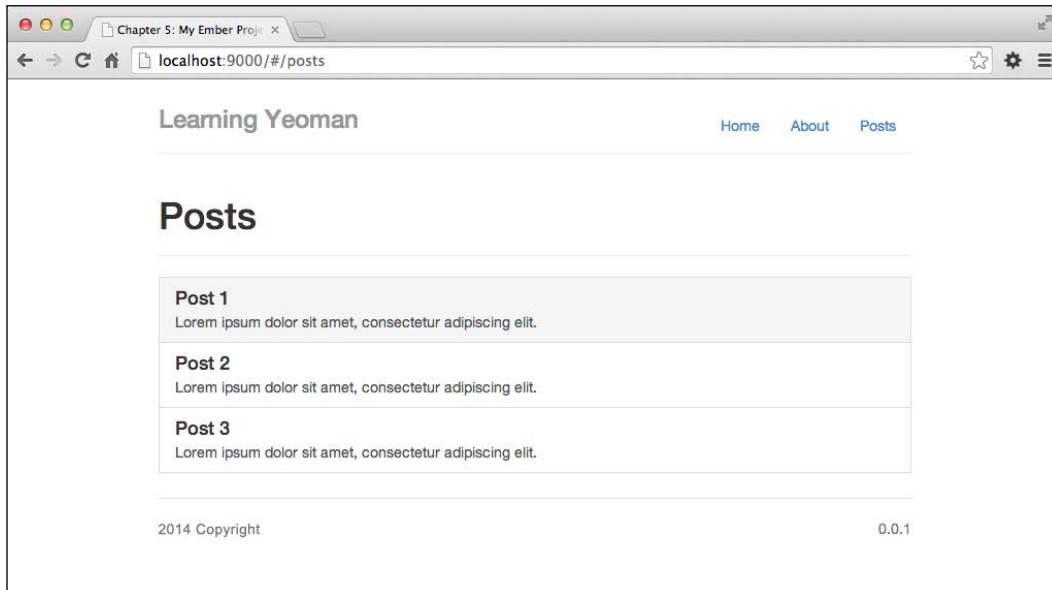 Chapter 5: My Ember Proje
localhost:9000/#/posts
Learning Yeoman
Home About Posts
Posts
Post 1
Lorem ipsum dolor sit amet, consectetur adipiscing elit.
Post 2
Lorem ipsum dolor sit amet, consectetur adipiscing elit.
Post 3
Lorem ipsum dolor sit amet, consectetur adipiscing elit.
2014 Copyright 0.0.1